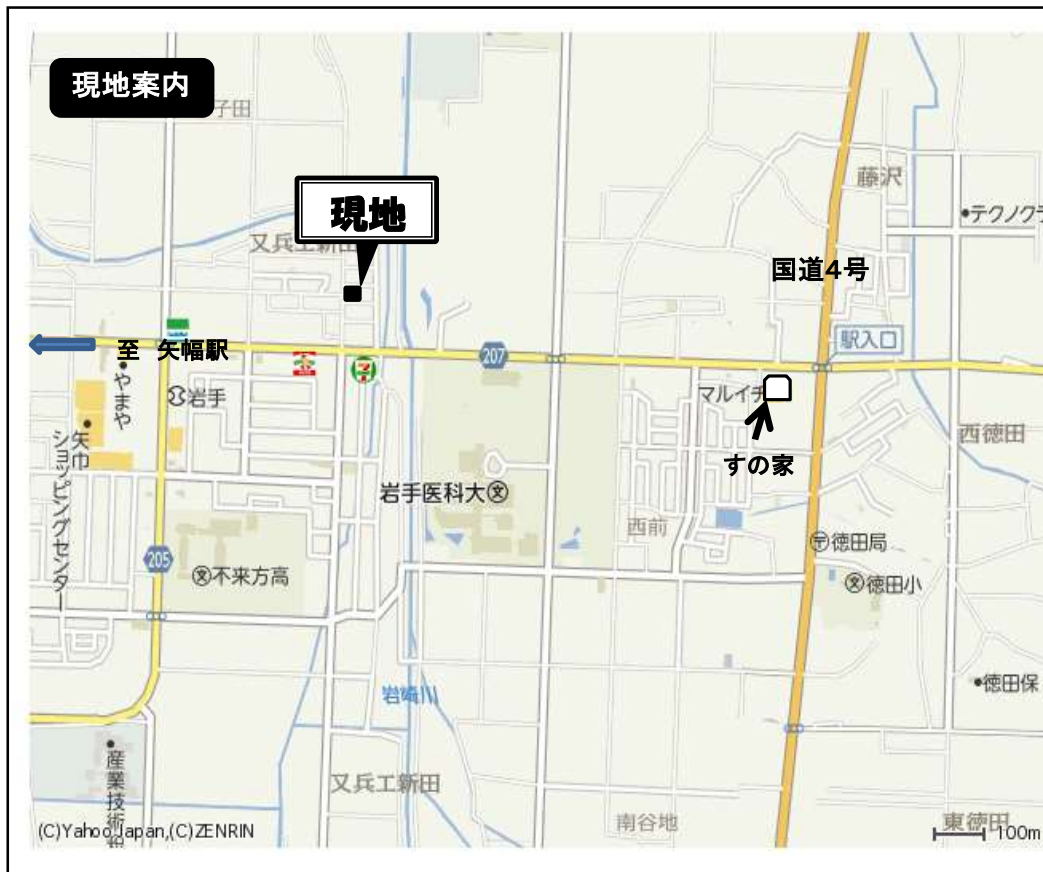 現地案内
子田
現地
又兵エ新田
藤沢
テクノクラ
国道4号
駅入口
至 矢幅駅
207
やまや
岩手
マルイチ
すの家
西徳田
矢巾
ショッピングセンター
岩手医科大
文
西前
205
文
不来方高
〒
徳田局
文
徳田小
岩崎川
徳田保
産業技術短
又兵エ新田
南谷地
東徳田
100m
(C)Yahoo Japan,(C)ZENRIN